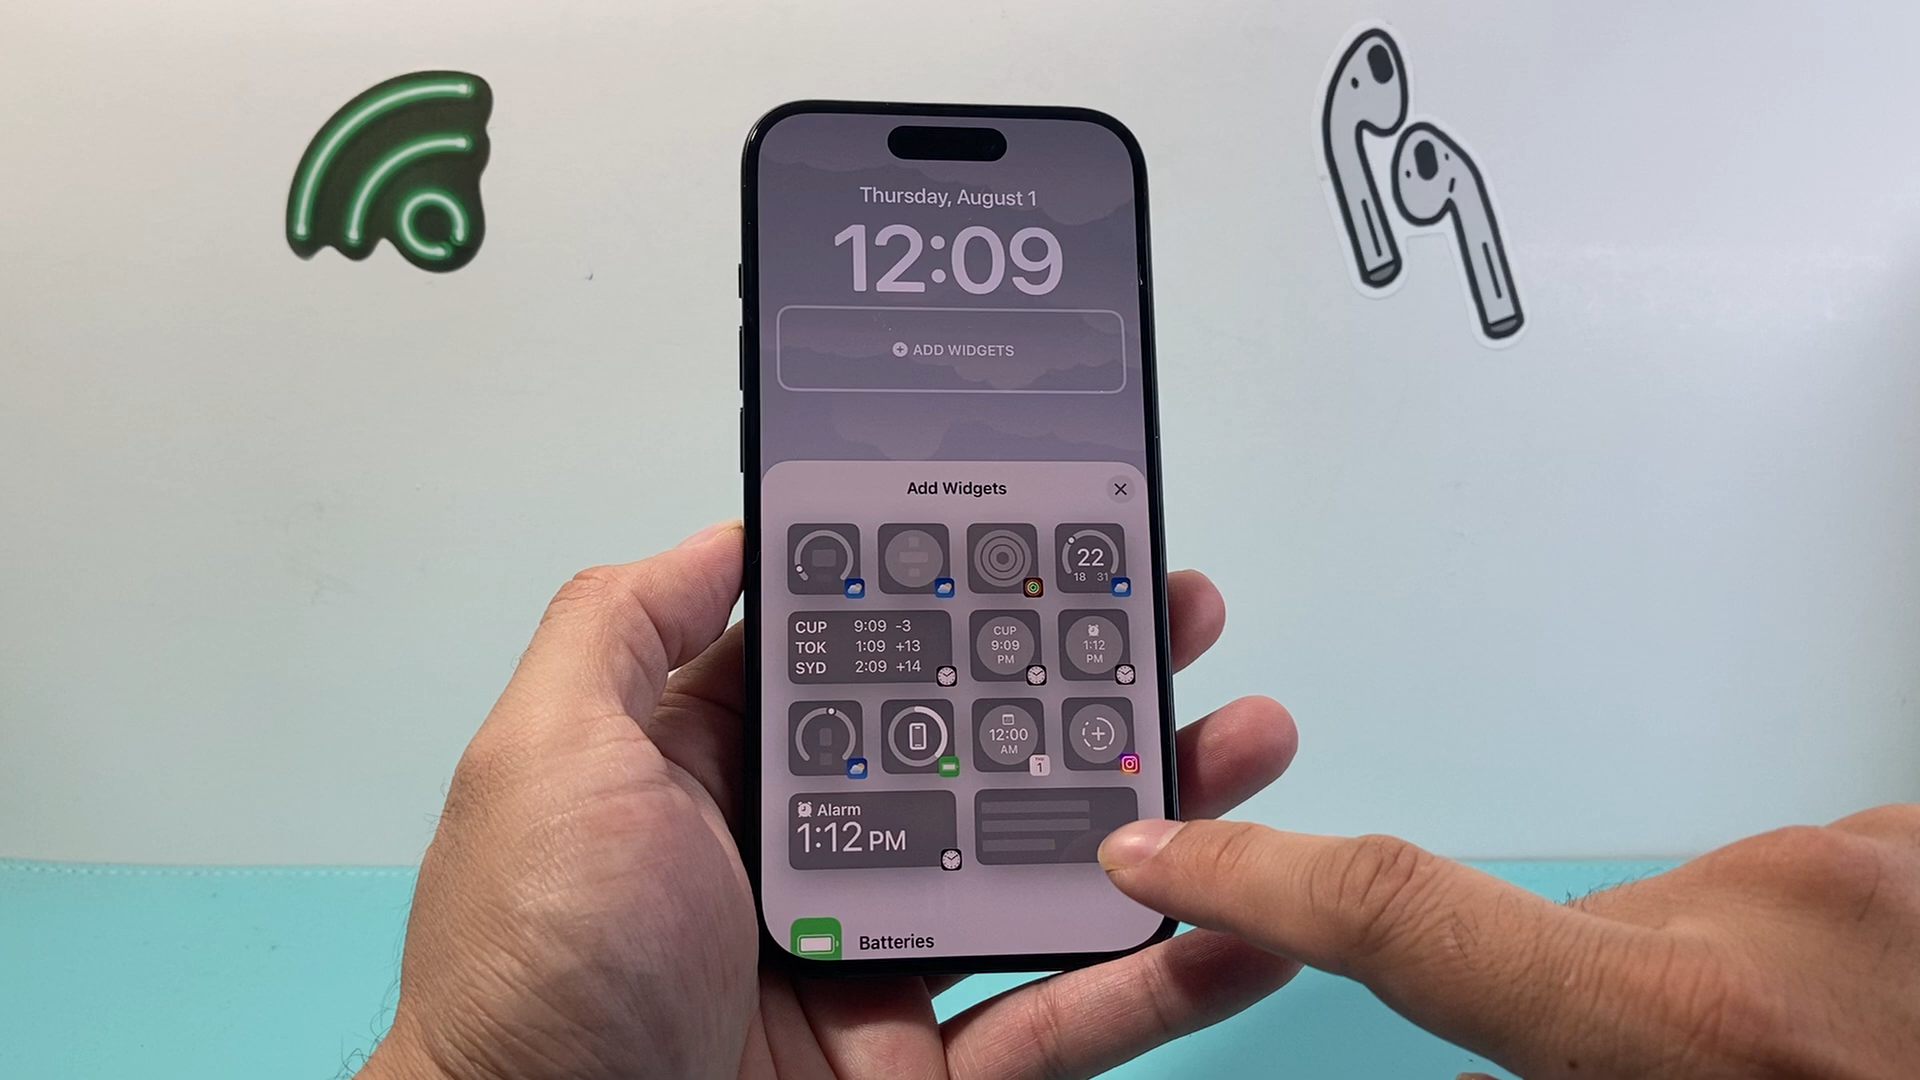 Thursday, August 1
12:09
ADD WIDGETS
Add Widgets
22
18 31
CUP 9:09 -3
TOK 1:09 +13
SYD 2:09 +14
CUP
9:09
PM
1:12
PM
12:00
AM
1
Alarm
1:12 PM
Batteries